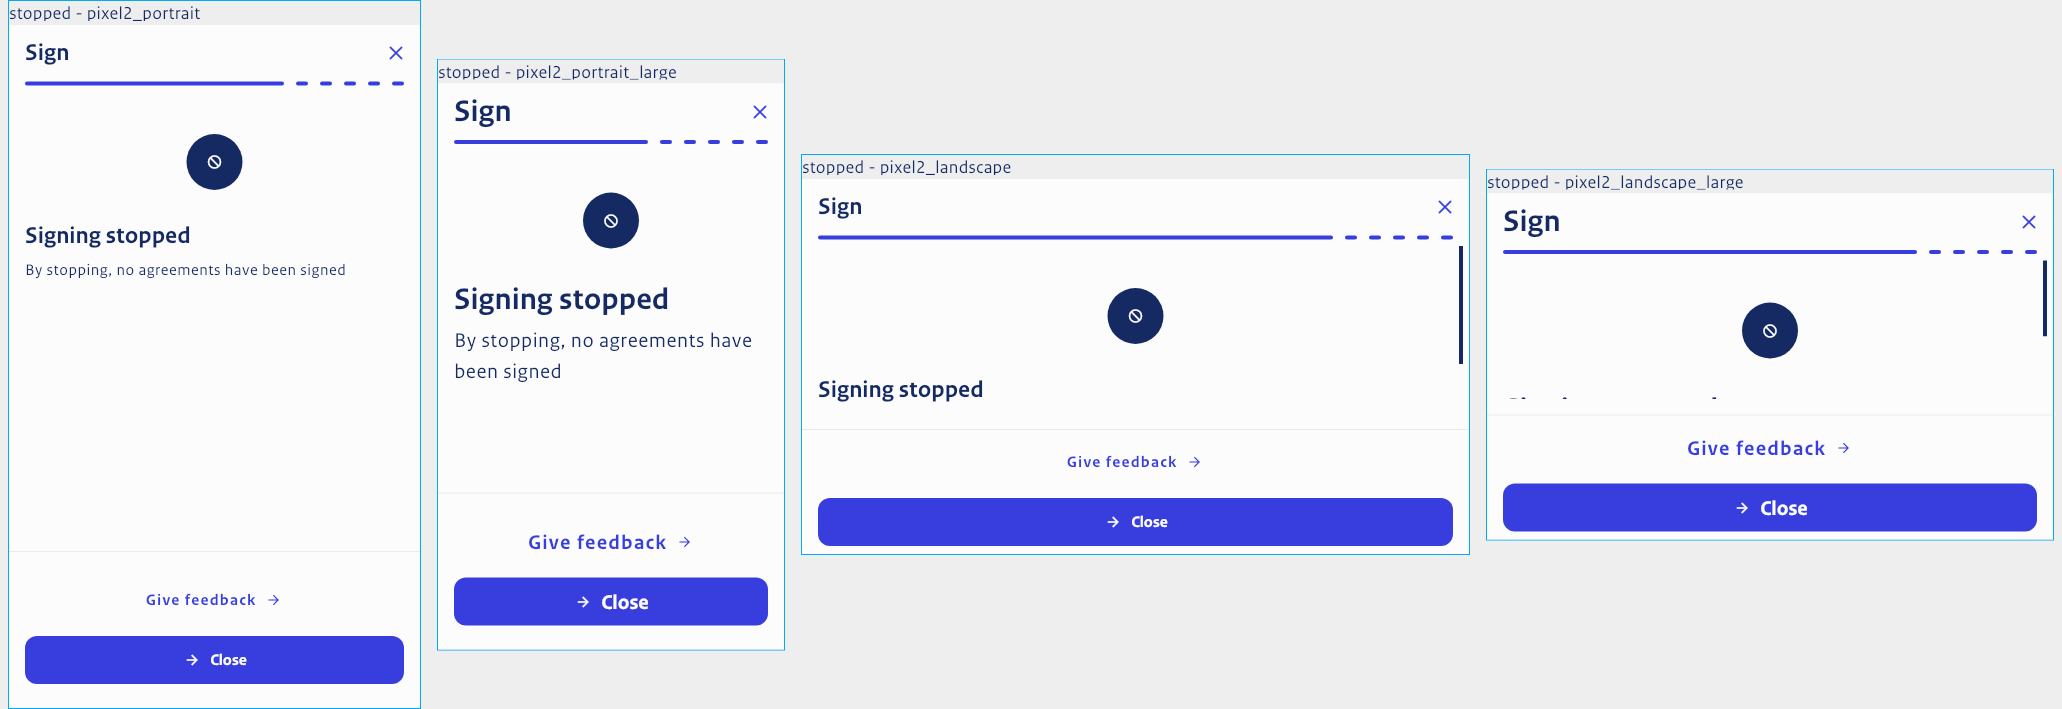 stopped - pixel2_portrait
Sign
Signing stopped
By stopping, no agreements have been signed
Give feedback
Close
stopped - pixel2_portrait_large
Sign
Signing stopped
By stopping, no agreements have
been signed
Give feedback
Close
stopped - pixel2_landscape
Sign
Signing stopped
Give feedback
Close
stopped - pixel2_landscape_large
Sign
Give feedback
Close